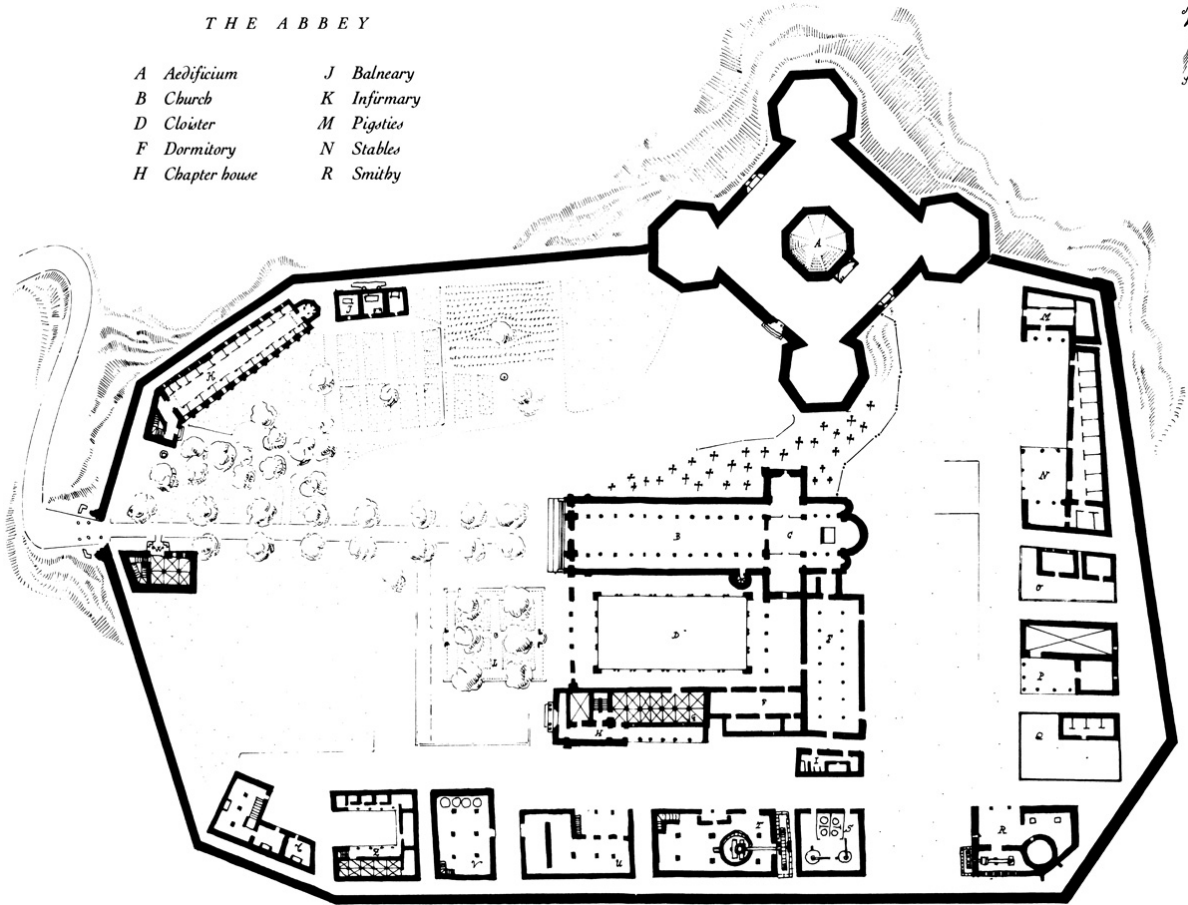 THE ABBEY
A Aedificium
B Church
D Cloister
F Dormitory
H Chapter house
J Balneary
K Infirmary
M Pigsties
N Stables
R Smithy
A
J
K
M
N
B
C
D
F
L
O
P
Q
H
I
R
S
T
U
V
Z